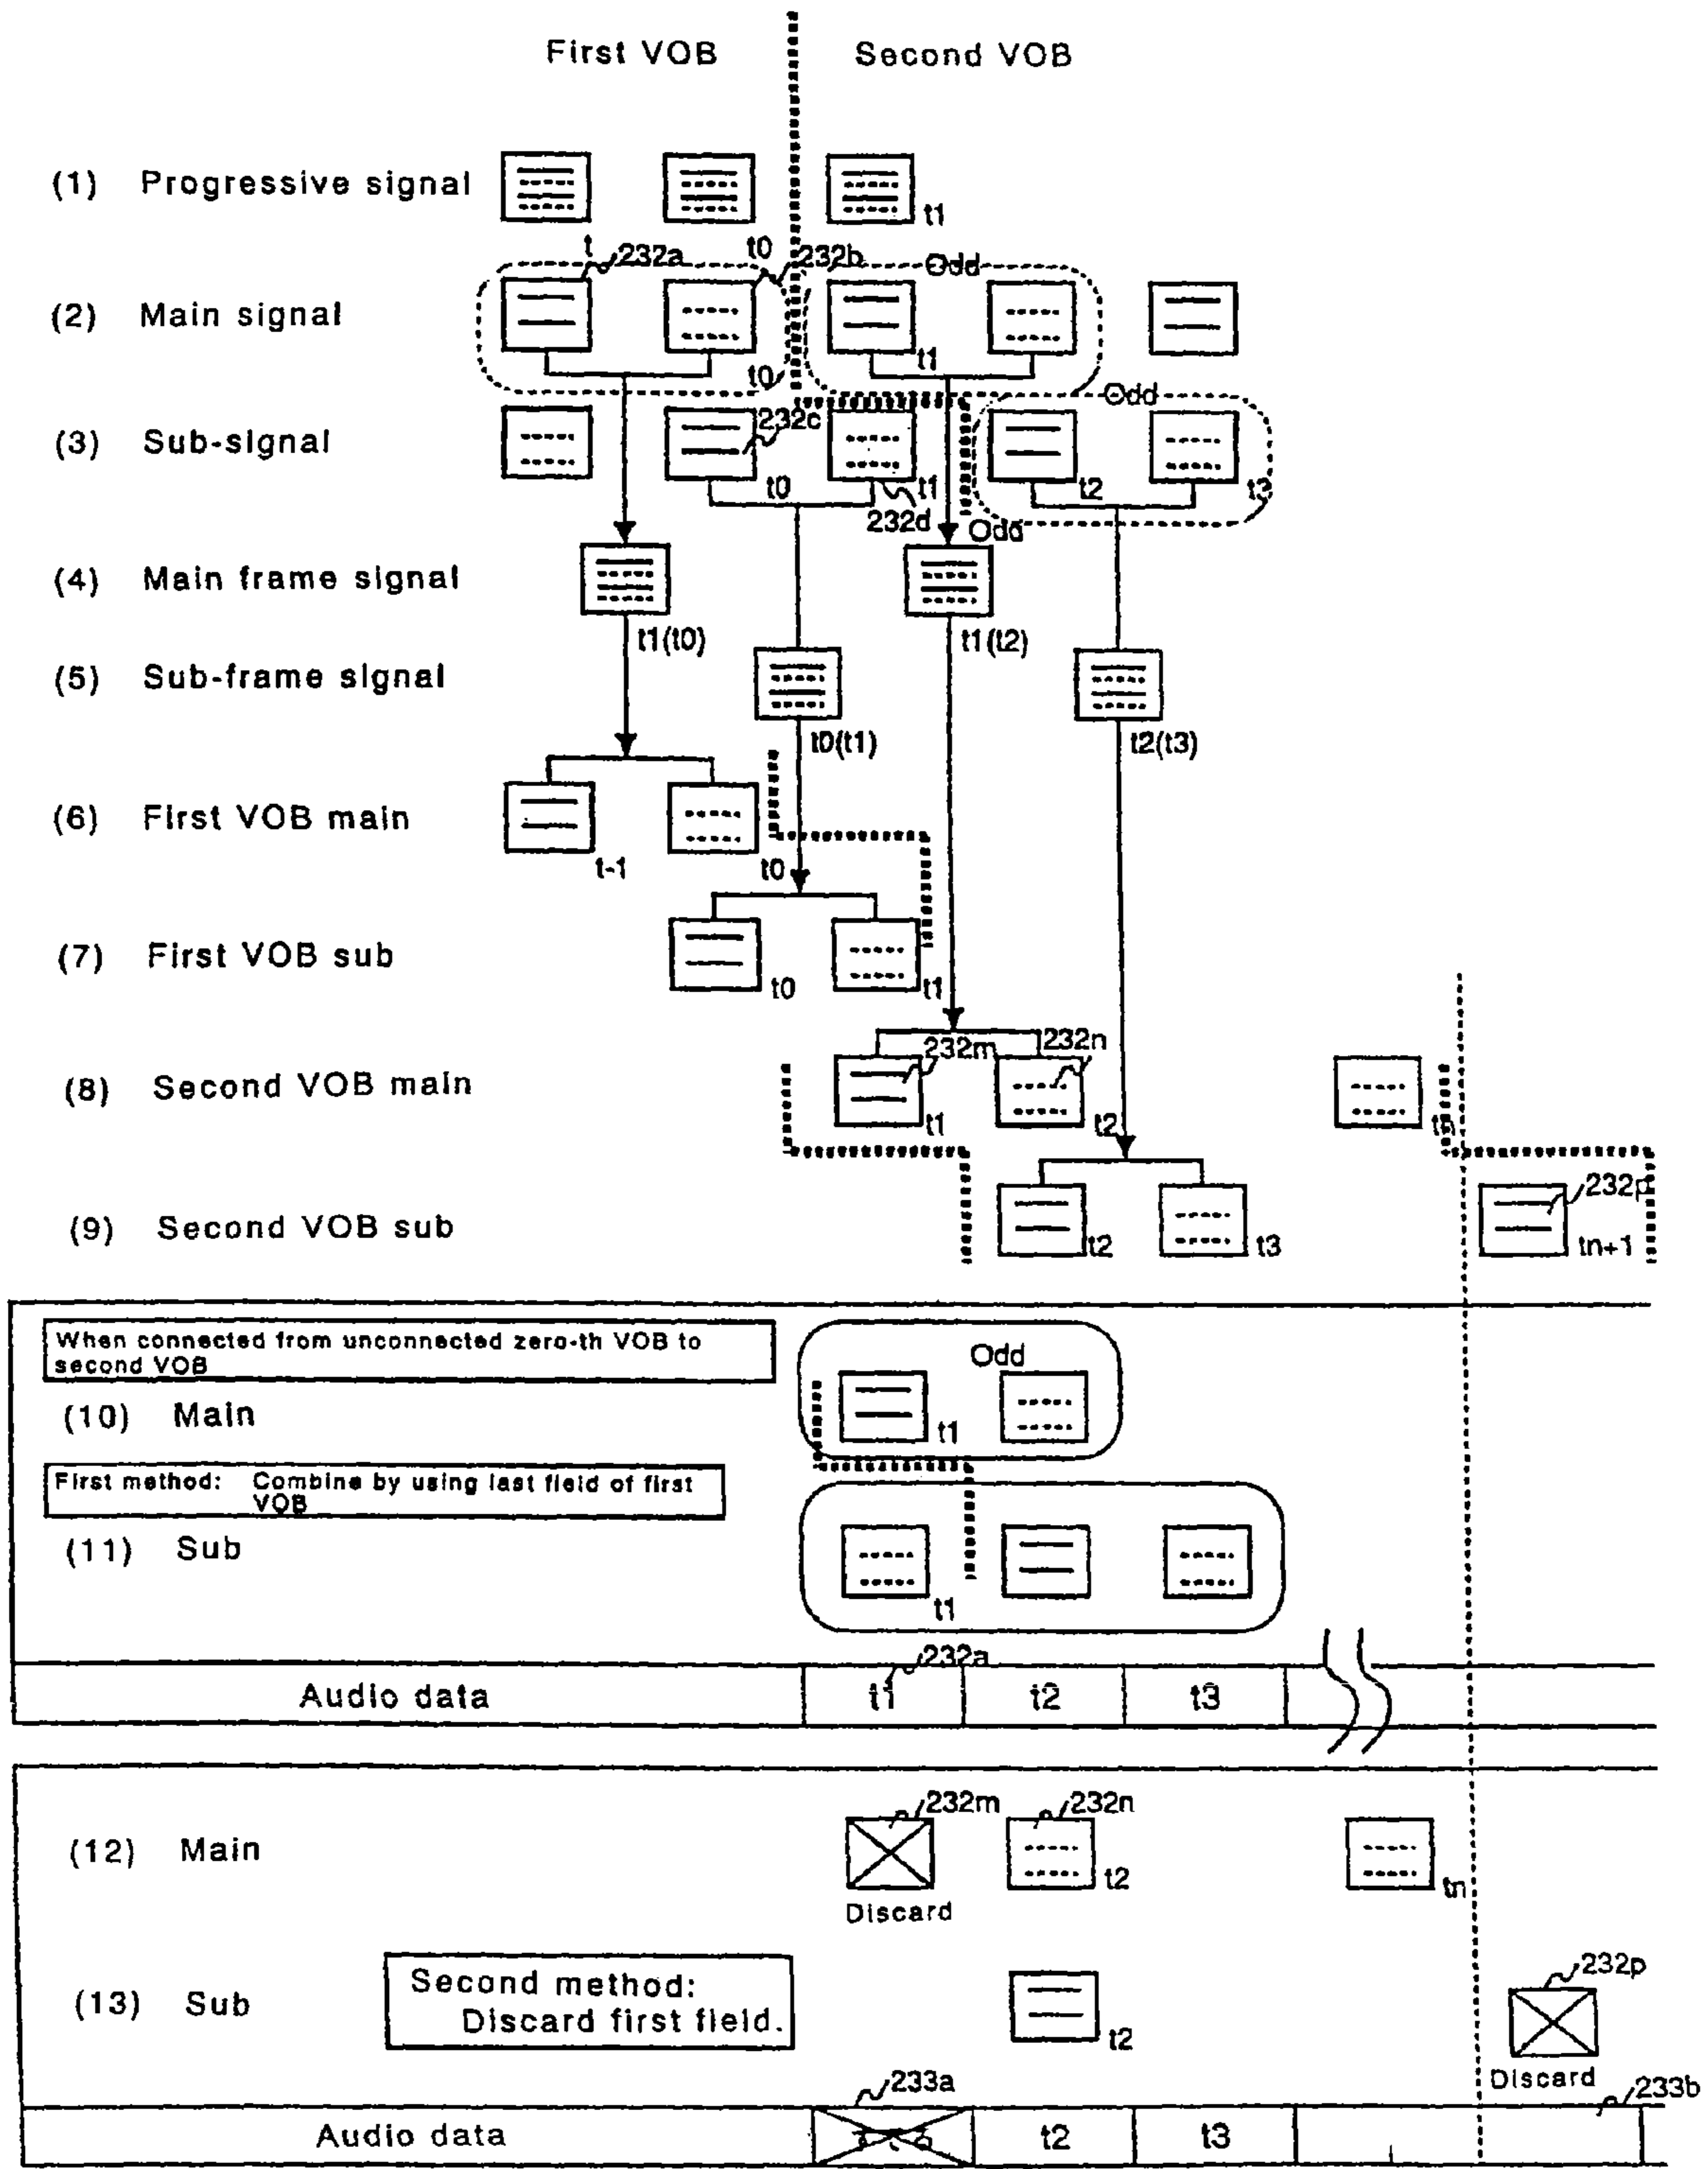 First VOB Second VOB
(1) Progressive signal
t1
t t0
232a 232b Odd
(2) Main signal
t0 t1
Odd
(3) Sub-signal
232c
t0 t1 t2 t3
232d Odd
(4) Main frame signal
t1(t0) t1(t2)
(5) Sub-frame signal
t0(t1) t2(t3)
(6) First VOB main
t-1 t0
(7) First VOB sub
t0 t1
232m 232n
(8) Second VOB main
t1 t2 tn
232p
(9) Second VOB sub
t2 t3 tn+1
When connected from unconnected zero-th VOB to
second VOB
Odd
(10) Main
t1
First method: Combine by using last field of first
VOB
(11) Sub
t1
232a
Audio data t1 t2 t3
232m 232n
(12) Main
t2 tn
Discard
232p
(13) Sub
Second method:
Discard first field.
t2
Discard
233a 233b
Audio data t2 t3